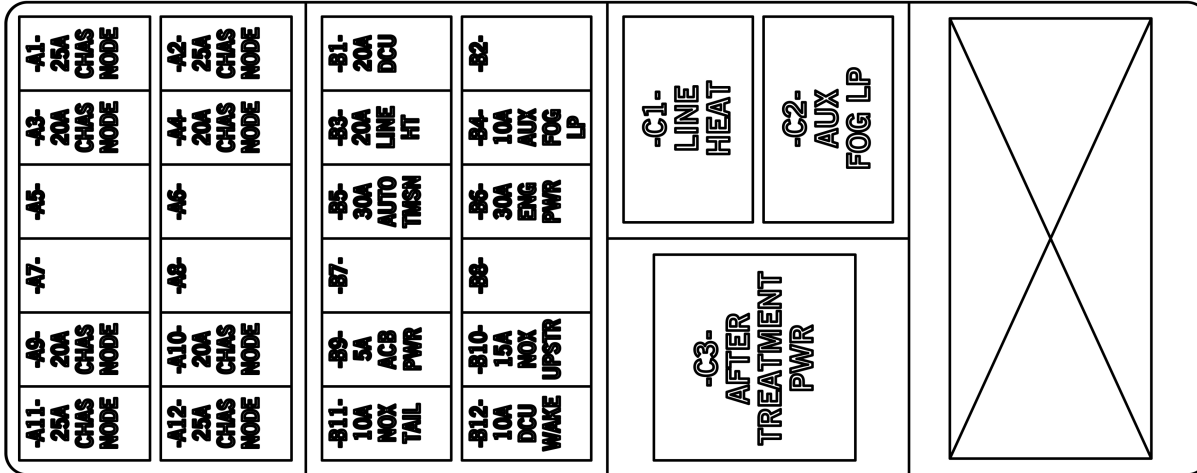 -A1-
25A
CHAS
NODE
-A2-
25A
CHAS
NODE
-A3-
20A
CHAS
NODE
-A4-
20A
CHAS
NODE
-A5-
-A6-
-A7-
-A8-
-A9-
20A
CHAS
NODE
-A10-
20A
CHAS
NODE
-A11-
25A
CHAS
NODE
-A12-
25A
CHAS
NODE
-B1-
20A
DCU
-B2-
-B3-
20A
LINE
HT
-B4-
10A
AUX
FOG
LP
-B5-
30A
AUTO
TMSN
-B6-
30A
ENG
PWR
-B7-
-B8-
-B9-
5A
ACB
PWR
-B10-
15A
NOX
UPSTR
-B11-
10A
NOX
TAIL
-B12-
10A
DCU
WAKE
-C1-
LINE
HEAT
-C2-
AUX
FOG LP
-C3-
AFTER
TREATMENT
PWR